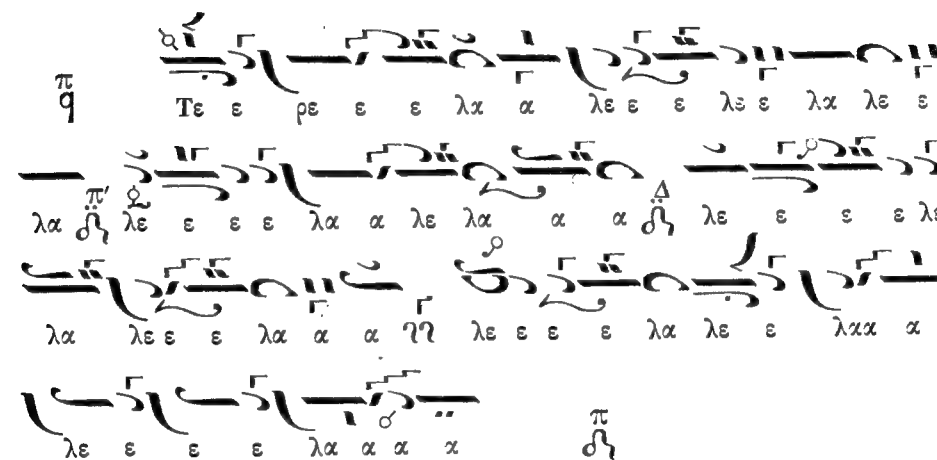 π
q Τε ε ρε ε ε λα α λε ε ε λε ε λα λε ε
λα π' λε ε ε ε λα α λε λα α α Δ λε ε ε ε λε
λα λε ε ε λα α α λε ε ε ε λα λε ε λαα α
λε ε ε ε λα α α α π